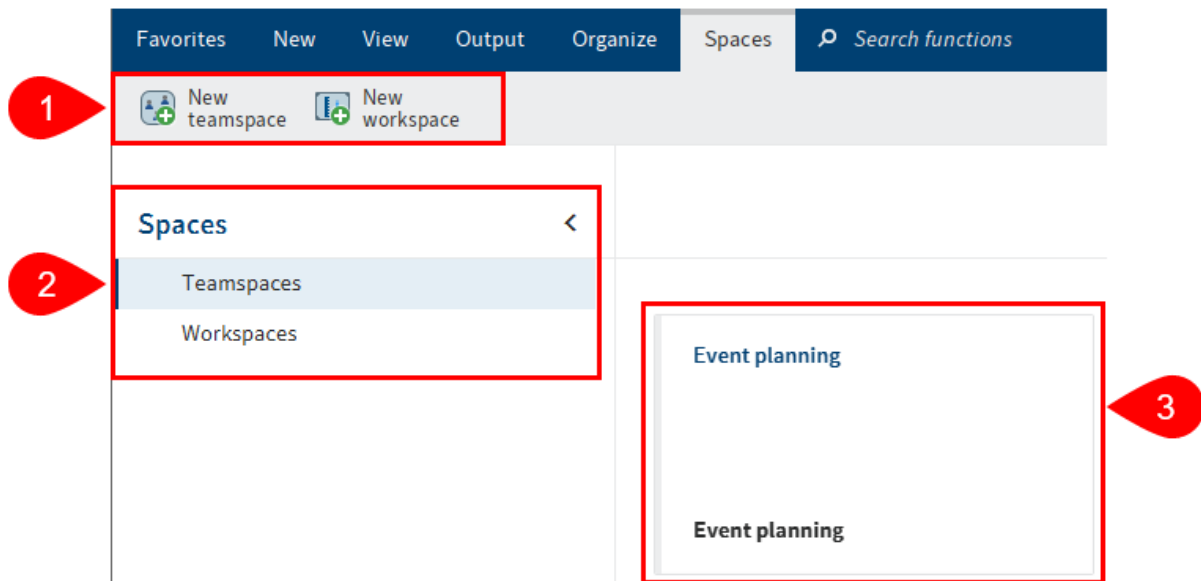 Favorites New View Output Organize Spaces Search functions
1
New
teamspace
New
workspace
Spaces
2
Teamspaces
Workspaces
Event planning
3
Event planning